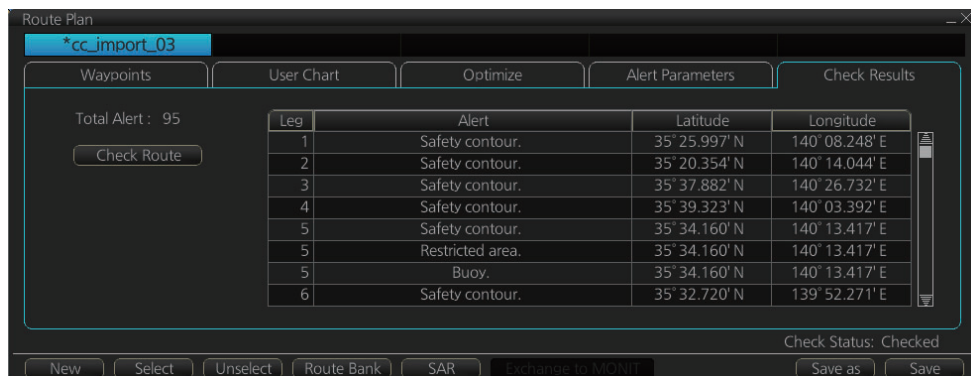 Route Plan
*cc_import_03
Waypoints User Chart Optimize Alert Parameters Check Results
Total Alert : 95
Check Route
Leg Alert Latitude Longitude
1 Safety contour. 35°25.997' N 140°08.248' E
2 Safety contour. 35°20.354' N 140°14.044' E
3 Safety contour. 35°37.882' N 140°26.732' E
4 Safety contour. 35°39.323' N 140°03.392' E
5 Safety contour. 35°34.160' N 140°13.417' E
5 Restricted area. 35°34.160' N 140°13.417' E
5 Buoy. 35°34.160' N 140°13.417' E
6 Safety contour. 35°32.720' N 139°52.271' E
Check Status: Checked
New Select Unselect Route Bank SAR Exchange to MONIT Save as Save